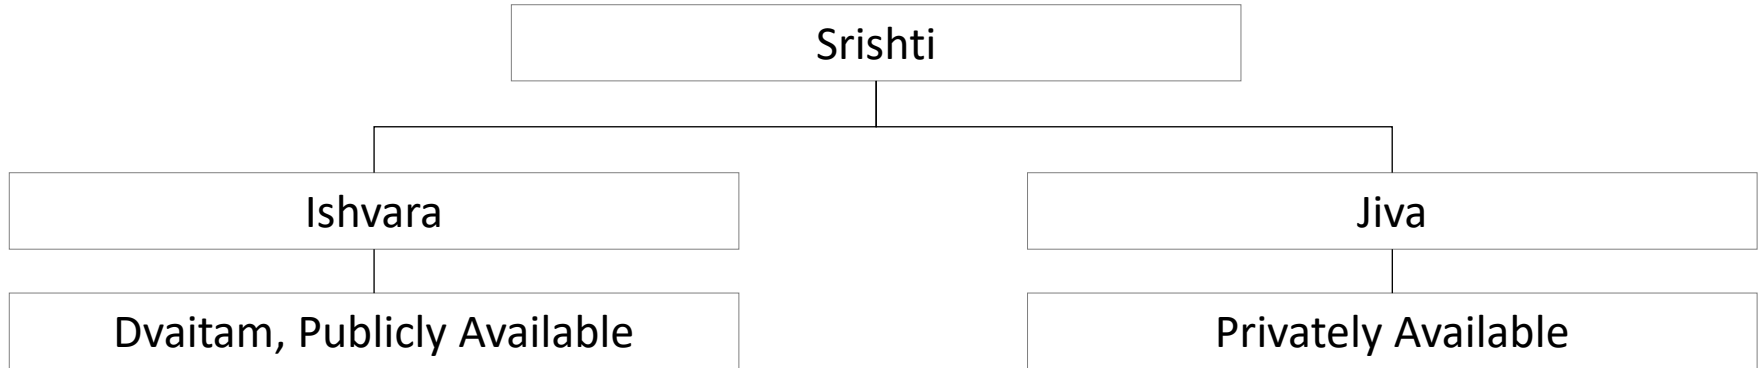 Srishti
Ishvara
Jiva
Dvaitam, Publicly Available
Privately Available